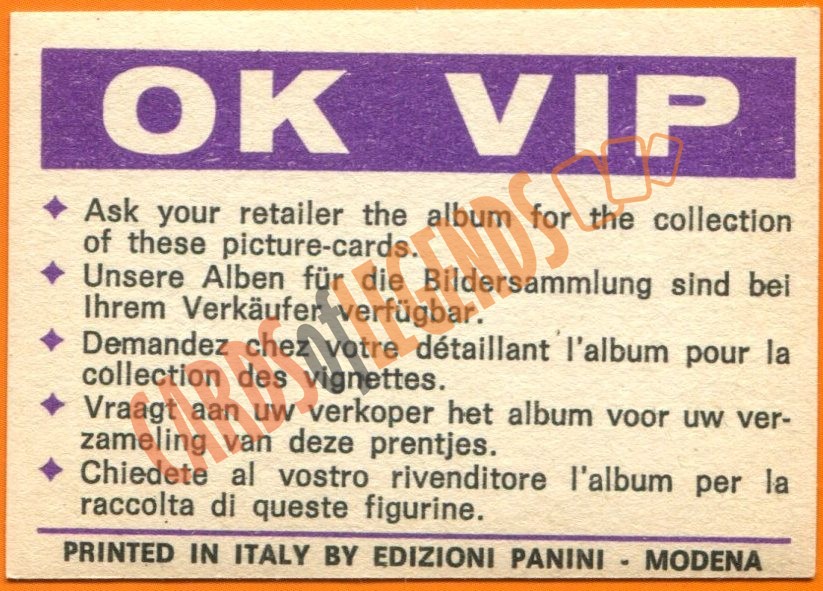 OK VIP
✦ Ask your retailer the album for the collection
of these picture-cards.
✦ Unsere Alben für die Bildersammlung sind bei
Ihrem Verkäufer verfügbar.
✦ Demandez chez votre détaillant l'album pour la
collection des vignettes.
✦ Vraagt aan uw verkoper het album voor uw ver-
zameling van deze prentjes.
✦ Chiedete al vostro rivenditore l'album per la
raccolta di queste figurine.
PRINTED IN ITALY BY EDIZIONI PANINI - MODENA
CARDS of LEGENDS